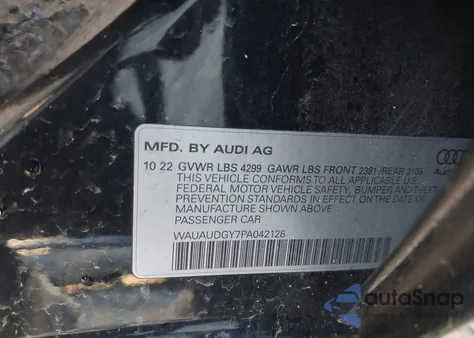 MFD. BY AUDI AG
10 22 GVWR LBS 4299 GAWR LBS FRONT 2381 /REAR 2105
THIS VEHICLE CONFORMS TO ALL APPLICABLE U.S.
FEDERAL MOTOR VEHICLE SAFETY, BUMPER AND THEFT
PREVENTION STANDARDS IN EFFECT ON THE DATE OF
MANUFACTURE SHOWN ABOVE.
PASSENGER CAR
WAUAUDGY7PA042128
autoSnap